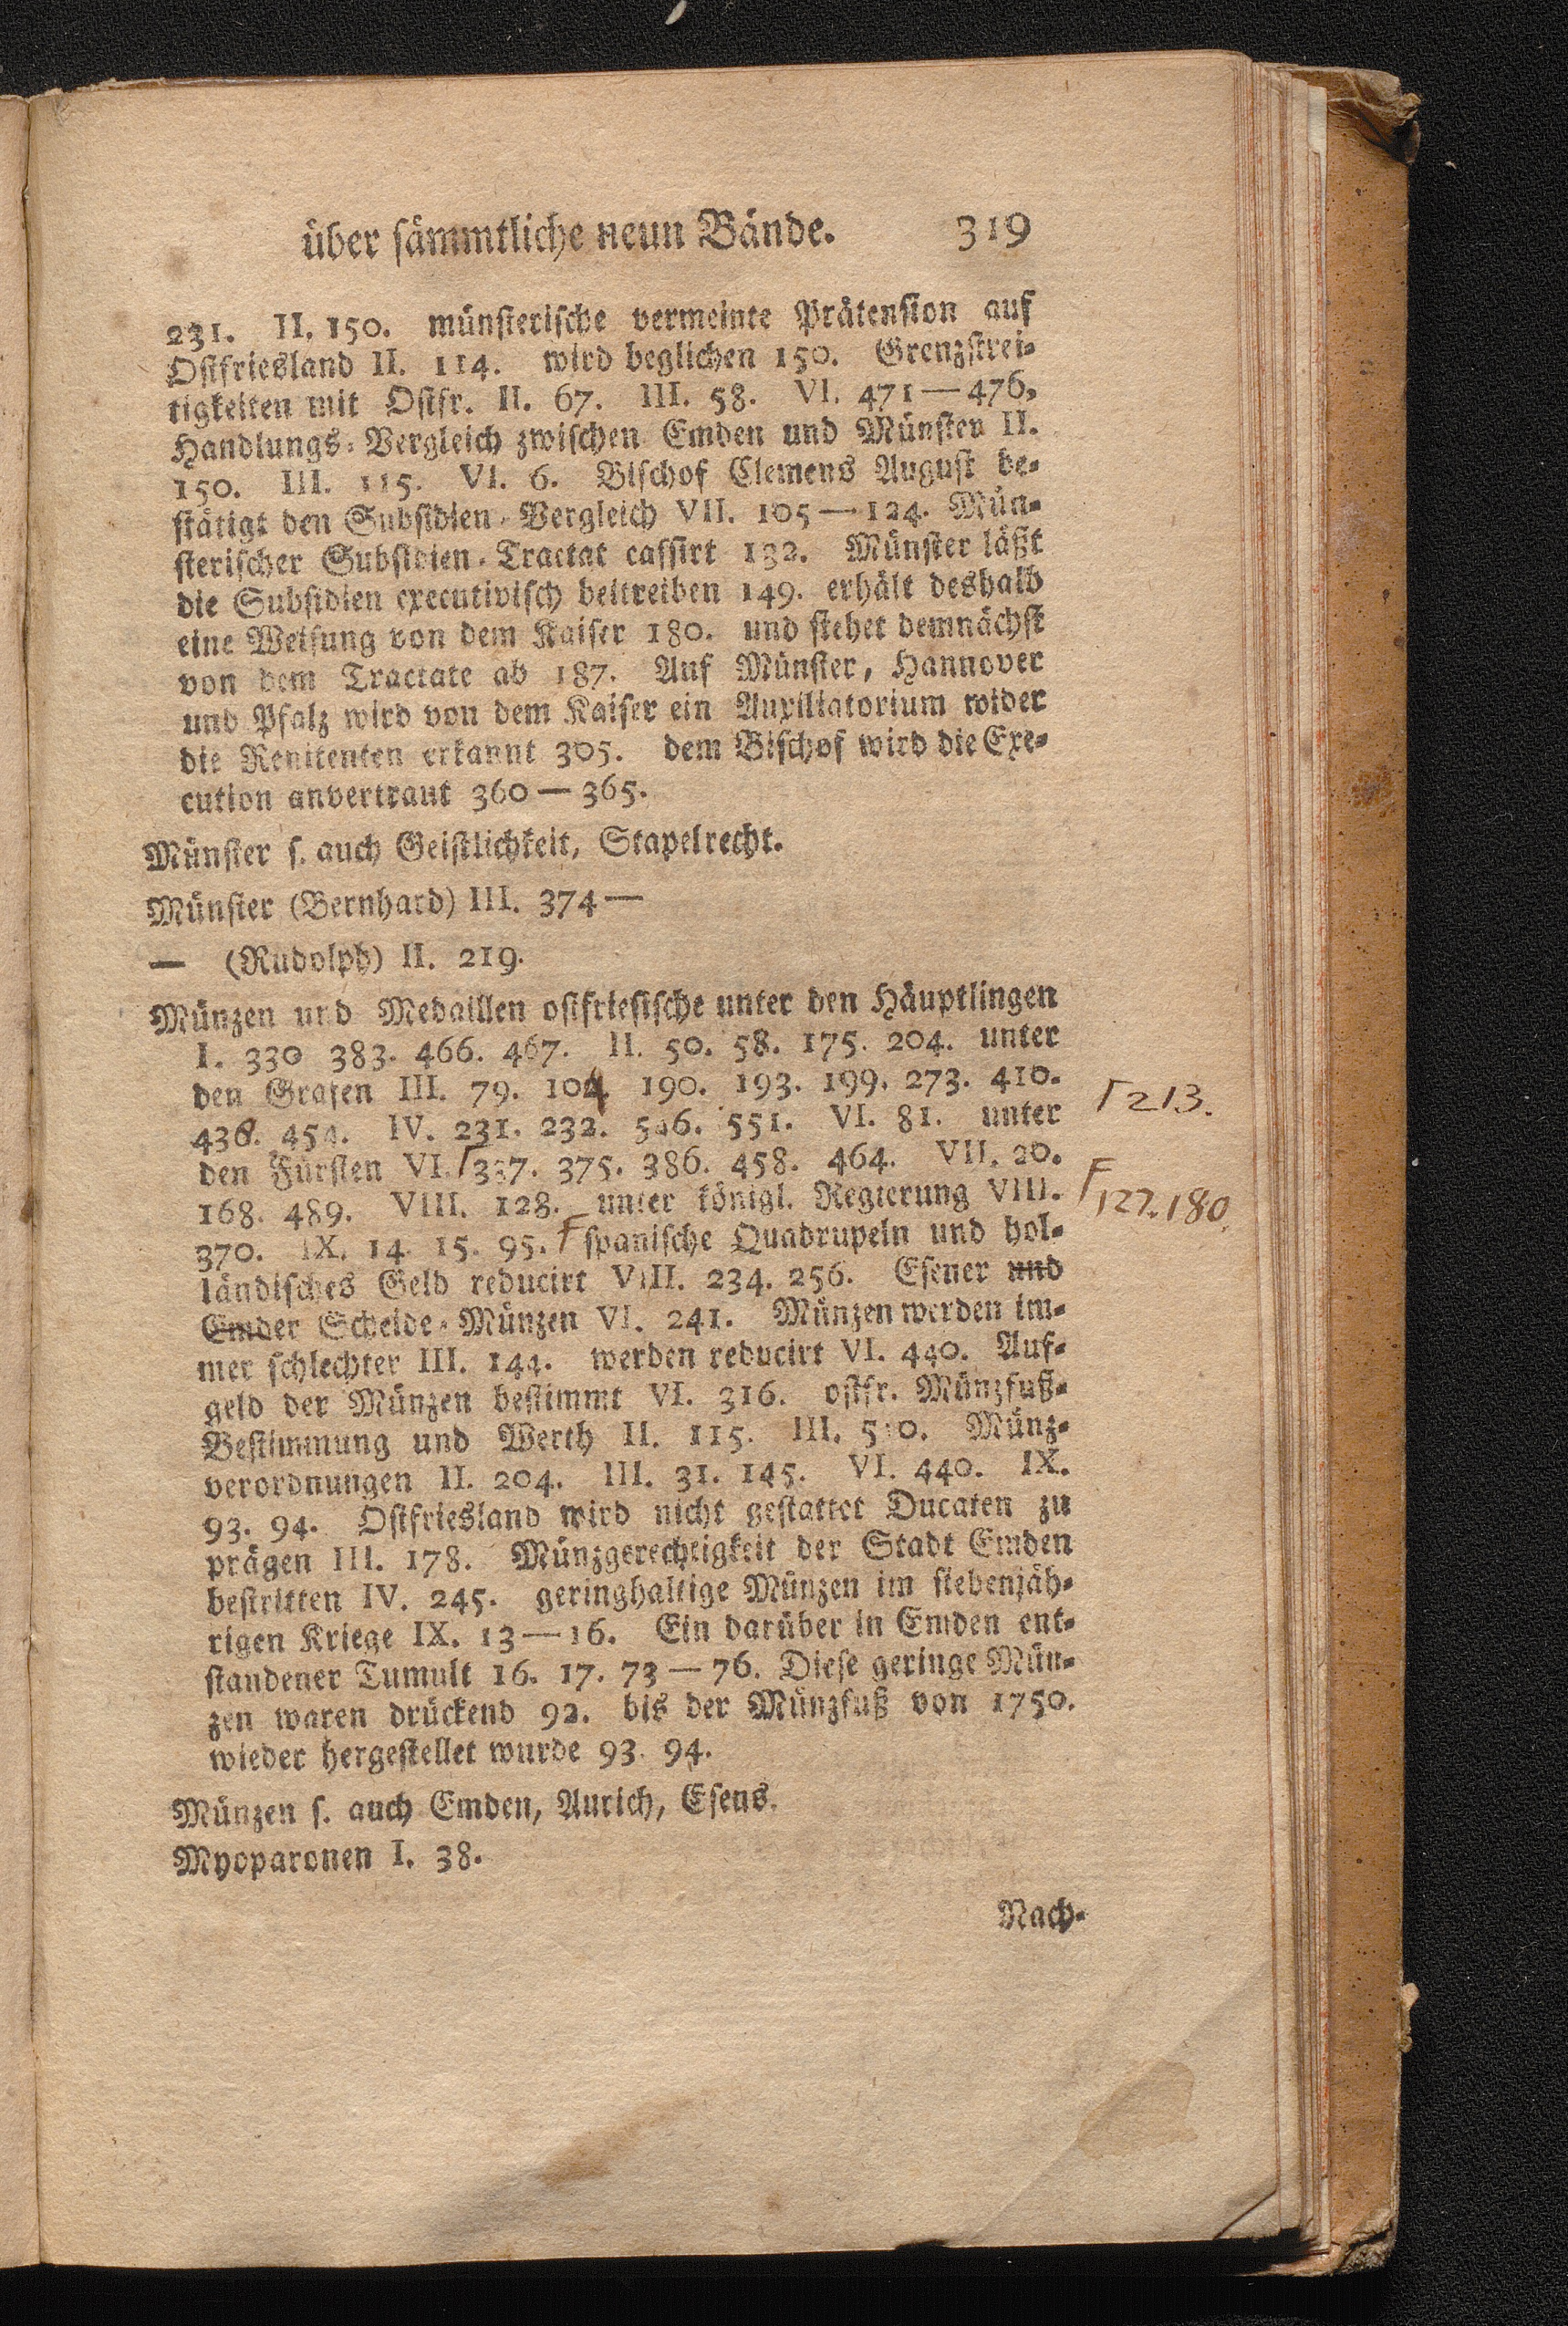 über ſämmtliche neun Bände. 319
231. II. 150. münſteriſche vermeinte Prätenſion auf
Oſtfriesland II. 114. wird beglichen 150. Grenzſtrei-
tigkeiten mit Oſtfr. II. 67. III. 58. VI. 471—476,
Handlungs-Vergleich zwiſchen Emden und Münſter II.
150. III. 115. VI. 6. Biſchof Clemens Auguſt be-
ſtätigt den Subſidien-Vergleich VII. 105—124. Mün-
ſteriſcher Subſidien-Tractat caſſirt 132. Münſter läßt
die Subſidien executiviſch beitreiben 149. erhält deshalb
eine Weiſung von dem Kaiſer 180. und ſtehet demnächſt
von dem Tractate ab 187. Auf Münſter, Hannover
und Pfalz wird von dem Kaiſer ein Auxiliatorium wider
die Renitenten erkannt 305. dem Biſchof wird die Exe-
cution anvertraut 360—365.
Münſter ſ. auch Geiſtlichkeit, Stapelrecht.
Münſter (Bernhard) III. 374—
— (Rudolph) II. 219.
Münzen und Medaillen oſtfrieſiſche unter den Häuptlingen
I. 330 383. 466. 467. II. 50. 58. 175. 204. unter
den Grafen III. 79. 104 190. 193. 199. 273. 410.
438. 454. IV. 231. 232. 551. VI. 81. unter
den Fürſten VI. Γ 337. 375. 386. 458. 464. VII. 20.
Γ 213.
168. 489. VIII. 128. unter königl. Regierung VIII.
370. IX. 14. 15. 95. F ſpaniſche Quadrupeln und hol-
F 122. 180.
ländiſches Geld reducirt VIII. 234. 256. Eſener und
Emder Scheide-Münzen VI. 241. Münzen werden im-
mer ſchlechter III. 144. werden reducirt VI. 440. Auf-
geld der Münzen beſtimmt VI. 316. oſtfr. Münzfuß-
Beſtimmung und Werth II. 115. III. Münz-
verordnungen II. 204. III. 31. 145. VI. 440. IX.
93. 94. Oſtfriesland wird nicht geſtattet Ducaten zu
prägen III. 178. Münzgerechtigkeit der Stadt Emden
beſtritten IV. 245. geringhaltige Münzen im ſiebenjäh-
rigen Kriege IX. 13—16. Ein darüber in Emden ent-
ſtandener Tumult 16. 17. 73—76. Dieſe geringe Mün-
zen waren drückend 92. bis der Münzfuß von 1750.
wieder hergeſtellet wurde 93. 94.
Münzen ſ. auch Emden, Aurich, Eſens.
Myoparonen I. 38.
Nach-